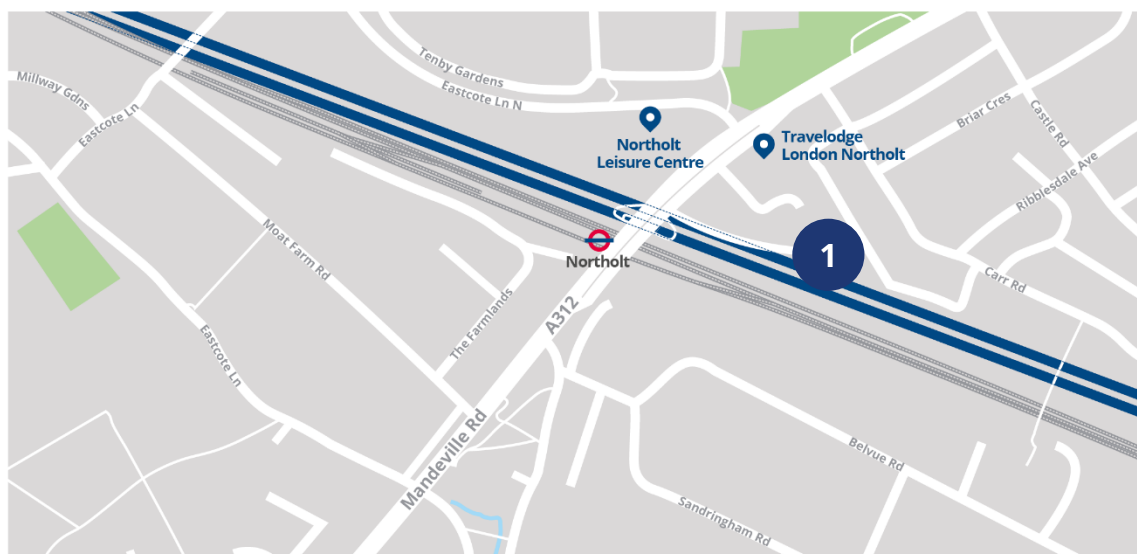 Tenby Gardens
Eastcote Ln N
Millway Gdns
Eastcote Ln
Northolt
Leisure Centre
Travelodge
London Northolt
Briar Cres
Castle Rd
Ribblesdale Ave
Moat Farm Rd
Northolt
1
Carr Rd
The Farmlands
A312
Eastcote Ln
Mandeville Rd
Belvue Rd
Sandringham Rd